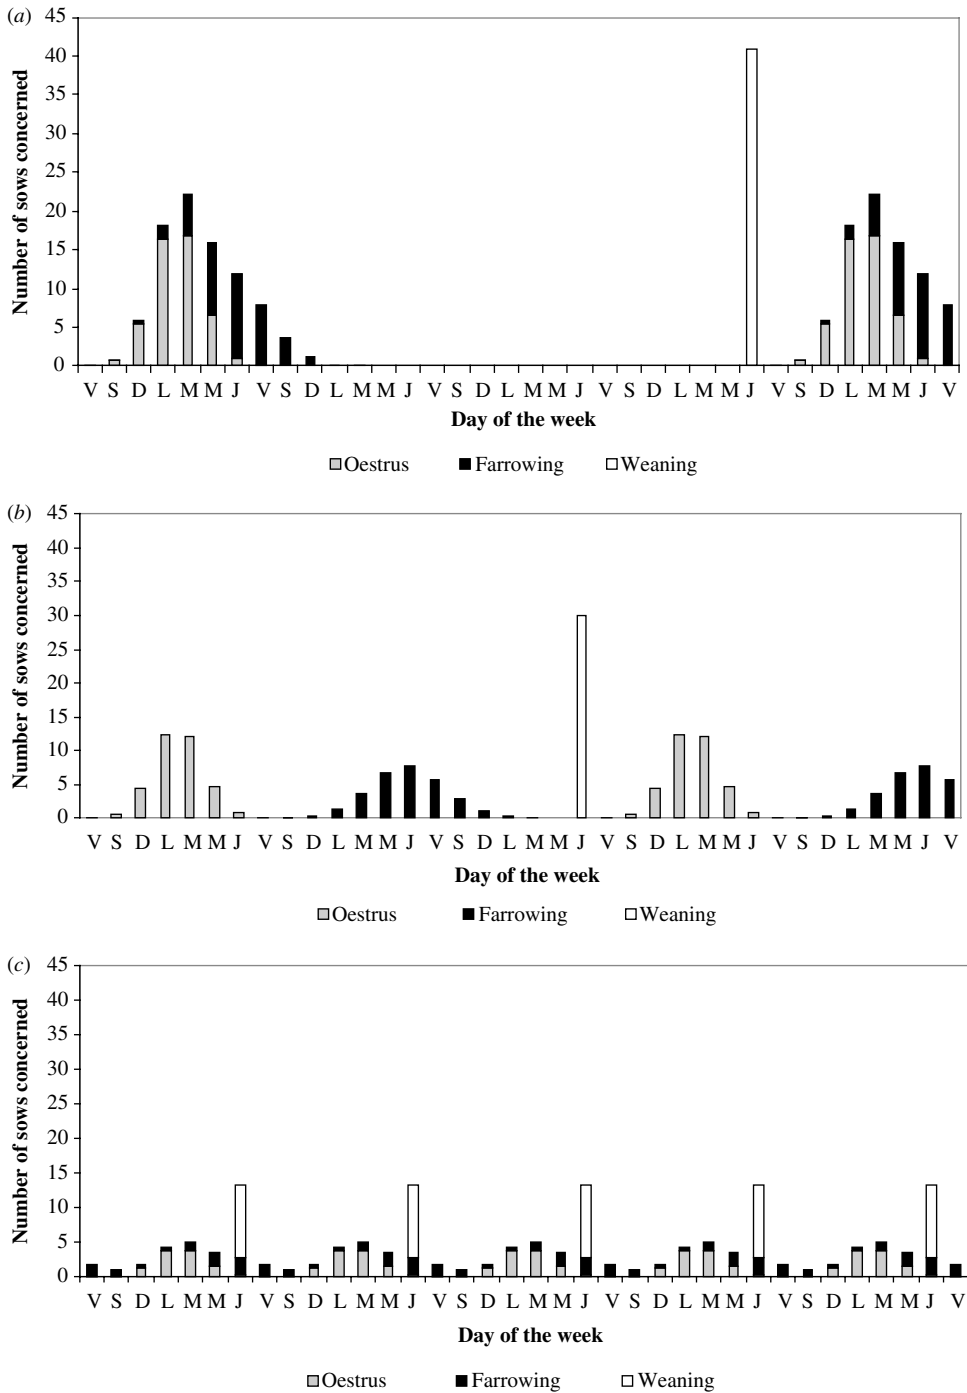 (a)
45
40
35
30
25
20
15
10
5
0
Number of sows concerned
V S D L M M J V S D L M M J V S D L M M J V S D L M M J V S D L M M J V
Day of the week
Oestrus Farrowing Weaning
(b)
45
40
35
30
25
20
15
10
5
0
Number of sows concerned
V S D L M M J V S D L M M J V S D L M M J V S D L M M J V S D L M M J V
Day of the week
Oestrus Farrowing Weaning
(c)
45
40
35
30
25
20
15
10
5
0
Number of sows concerned
V S D L M M J V S D L M M J V S D L M M J V S D L M M J V S D L M M J V
Day of the week
Oestrus Farrowing Weaning